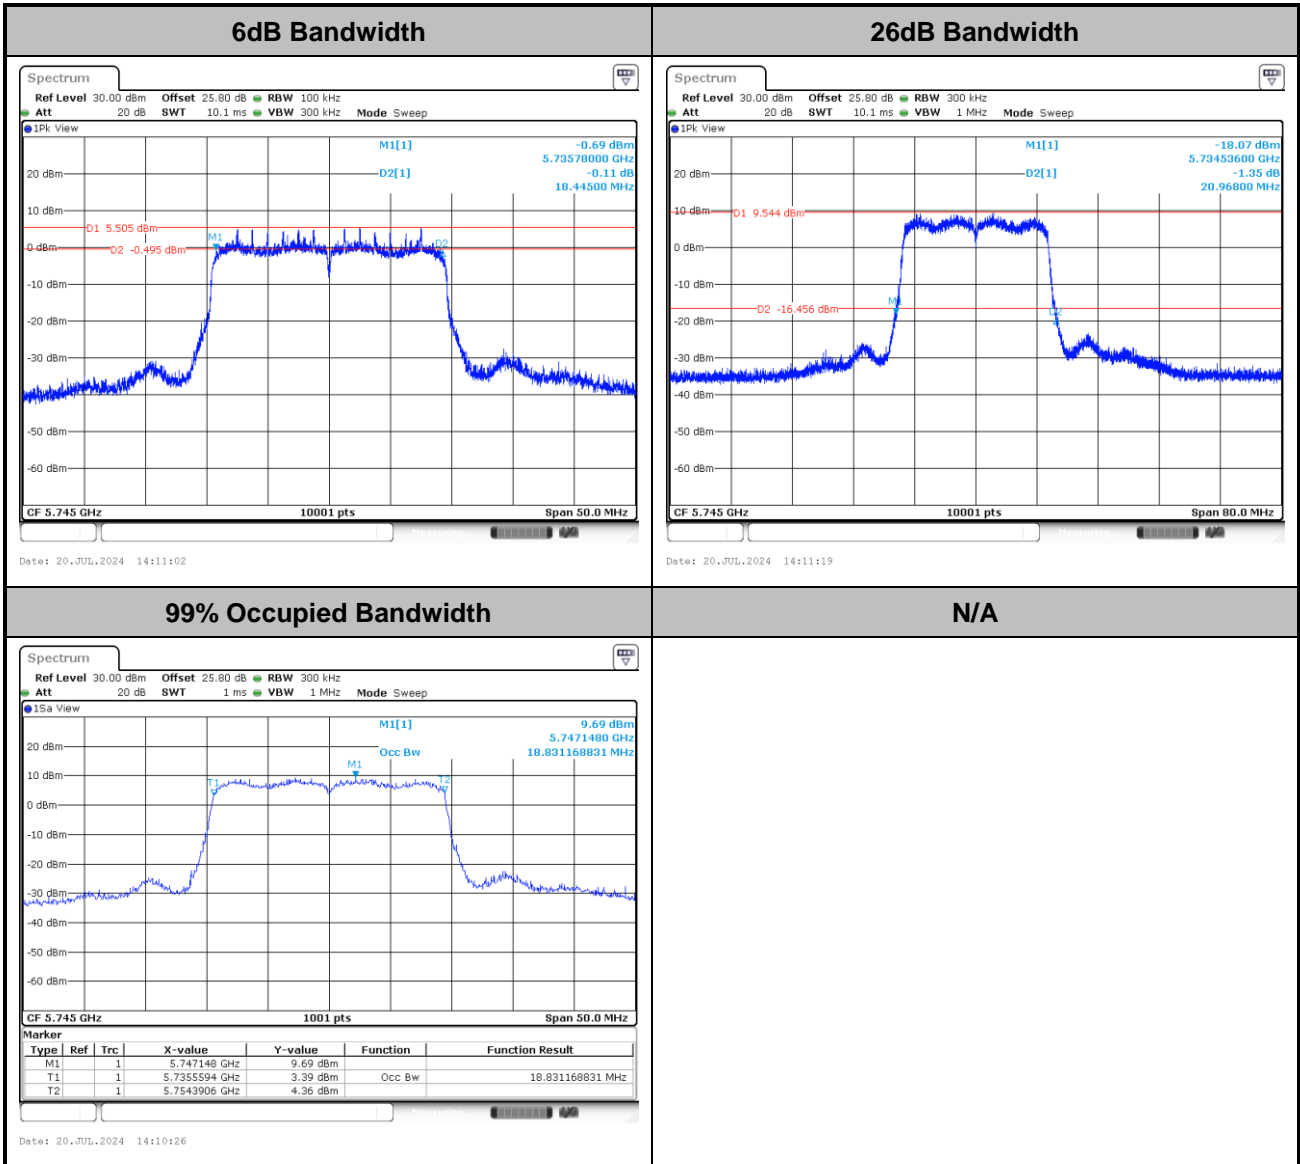 6dB Bandwidth
26dB Bandwidth
Spectrum
Ref Level 30.00 dBm Offset 25.80 dB RBW 100 kHz
Att 20 dB SWT 10.1 ms VBW 300 kHz Mode Sweep
1Pk View
M1[1] -0.69 dBm
5.73578000 GHz
D2[1] -0.11 dB
18.44500 MHz
20 dBm
10 dBm
D1 5.505 dBm
M1
D2
0 dBm
D2 -0.495 dBm
-10 dBm
-20 dBm
-30 dBm
-40 dBm
-50 dBm
-60 dBm
CF 5.745 GHz 10001 pts Span 50.0 MHz
Date: 20.JUL.2024 14:11:02
Spectrum
Ref Level 30.00 dBm Offset 25.80 dB RBW 300 kHz
Att 20 dB SWT 10.1 ms VBW 1 MHz Mode Sweep
1Pk View
M1[1] -18.07 dBm
5.73453600 GHz
D2[1] -1.35 dB
20.96800 MHz
20 dBm
10 dBm
D1 9.544 dBm
0 dBm
-10 dBm
M1
D2 -16.456 dBm
D2
-20 dBm
-30 dBm
-40 dBm
-50 dBm
-60 dBm
CF 5.745 GHz 10001 pts Span 80.0 MHz
Date: 20.JUL.2024 14:11:19
99% Occupied Bandwidth
N/A
Spectrum
Ref Level 30.00 dBm Offset 25.80 dB RBW 300 kHz
Att 20 dB SWT 1 ms VBW 1 MHz Mode Sweep
1Sa View
M1[1] 9.69 dBm
5.7471480 GHz
Occ Bw 18.831168831 MHz
20 dBm
M1
10 dBm
T1
T2
0 dBm
-10 dBm
-20 dBm
-30 dBm
-40 dBm
-50 dBm
-60 dBm
CF 5.745 GHz 1001 pts Span 50.0 MHz
Marker
Type Ref Trc X-value Y-value Function Function Result
M1 1 5.747148 GHz 9.69 dBm
T1 1 5.7355594 GHz 3.39 dBm Occ Bw 18.831168831 MHz
T2 1 5.7543906 GHz 4.36 dBm
Date: 20.JUL.2024 14:10:26